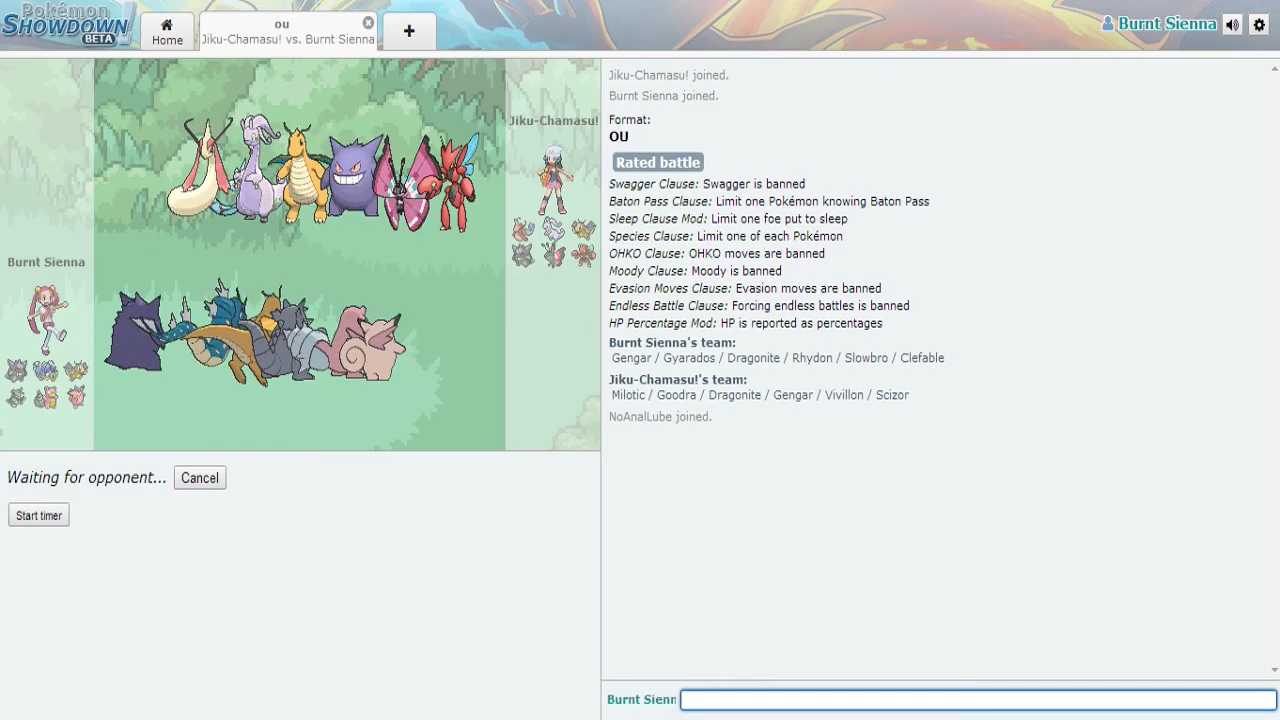 Pokémon
SHOWDOWN
BETA
Home
ou
Jiku-Chamasu! vs. Burnt Sienna
+
Burnt Sienna
Jiku-Chamasu!
Burnt Sienna
Waiting for opponent... Cancel
Start timer
Jiku-Chamasu! joined.
Burnt Sienna joined.
Format:
OU
Rated battle
Swagger Clause: Swagger is banned
Baton Pass Clause: Limit one Pokémon knowing Baton Pass
Sleep Clause Mod: Limit one foe put to sleep
Species Clause: Limit one of each Pokémon
OHKO Clause: OHKO moves are banned
Moody Clause: Moody is banned
Evasion Moves Clause: Evasion moves are banned
Endless Battle Clause: Forcing endless battles is banned
HP Percentage Mod: HP is reported as percentages
Burnt Sienna's team:
Gengar / Gyarados / Dragonite / Rhydon / Slowbro / Clefable
Jiku-Chamasu!'s team:
Milotic / Goodra / Dragonite / Gengar / Vivillon / Scizor
NoAnalLube joined.
Burnt Sienn